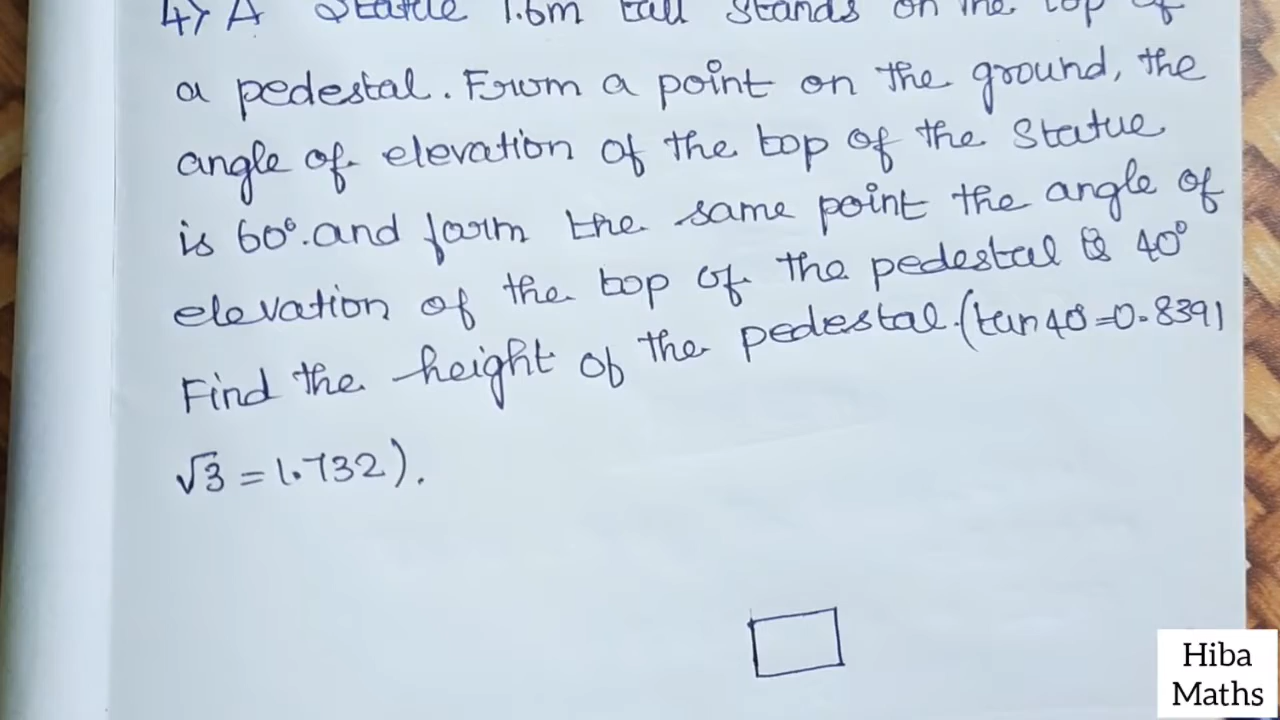 4) A Statue 1.6m tall stands on the top of
a pedestal. From a point on the ground, the
angle of elevation of the top of the Statue
is 60°. and form the same point the angle of
elevation of the top of the pedestal is 40°
Find the height of the pedestal. (tan 40=0.8391
√3 = 1.732).
Hiba
Maths